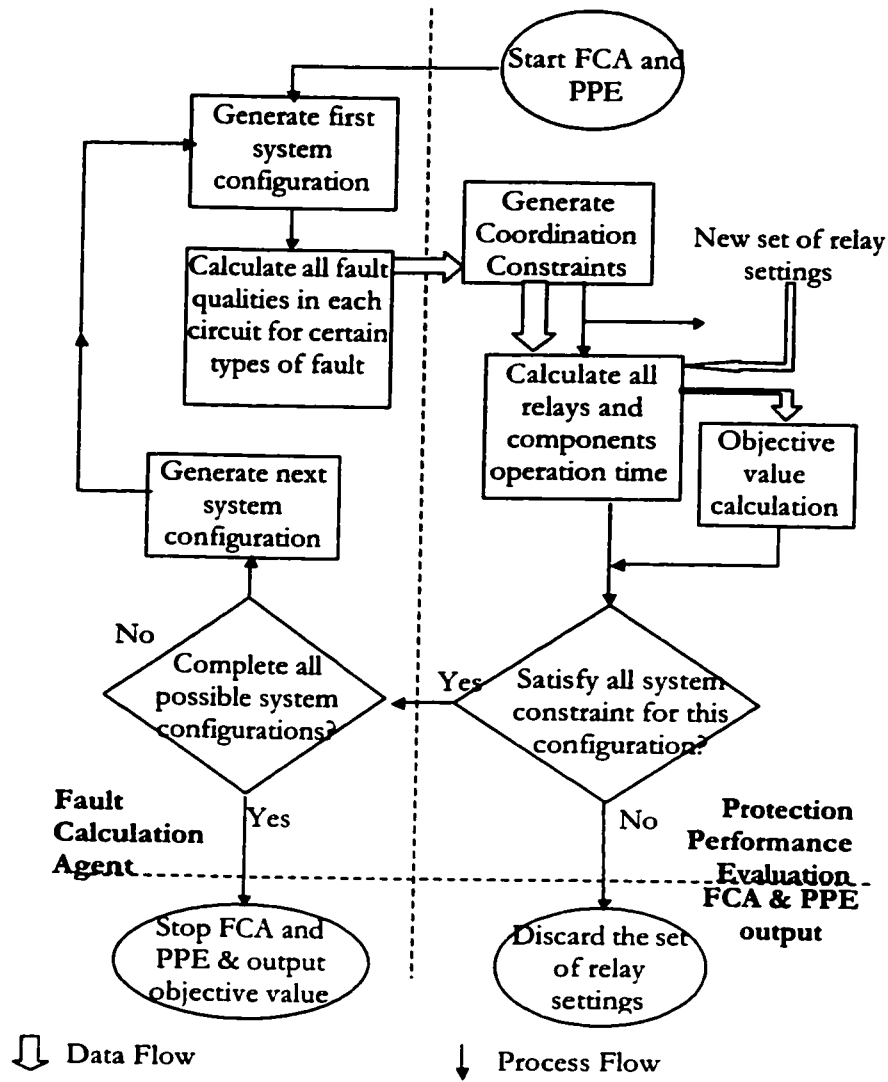 Start FCA and
PPE
Generate first
system
configuration
Calculate all fault
qualities in each
circuit for certain
types of fault
Generate
Coordination
Constraints
New set of relay
settings
Calculate all
relays and
components
operation time
Objective
value
calculation
Generate next
system
configuration
No
Complete all
possible system
configurations?
Yes
Satisfy all system
constraint for this
configuration?
Fault
Calculation
Agent
Yes
No
Protection
Performance
Evaluation
FCA & PPE
output
Stop FCA and
PPE & output
objective value
Discard the set
of relay
settings
Data Flow
Process Flow